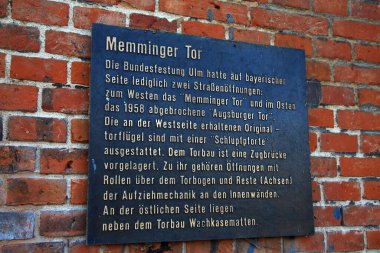 Memminger Tor
Die Bundesfestung Ulm hatte auf bayerischer
Seite lediglich zwei Straßenöffnungen,
zum Westen das "Memminger Tor" und im Osten
das 1958 abgebrochene "Augsburger Tor".
Die an der Westseite erhaltenen Original -
torflügel sind mit einer "Schlupfpforte"
ausgestattet. Dem Torbau ist eine Zugbrücke
vorgelagert. Zu ihr gehören Öffnungen mit
Rollen über dem Torbogen und Reste (Achsen)
der Aufziehmechanik an den Innenwänden.
An der östlichen Seite liegen
neben dem Torbau Wachkasematten.